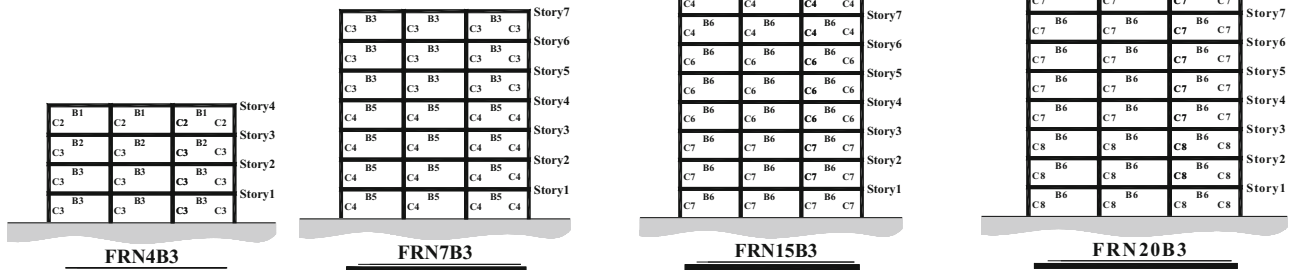 Story4
B1 B1 B1
C2 C2 C2 C2
Story3
B2 B2 B2
C3 C3 C3 C3
Story2
B3 B3 B3
C3 C3 C3 C3
Story1
B3 B3 B3
C3 C3 C3 C3
FRN4B3
Story7
B3 B3 B3
C3 C3 C3 C3
Story6
B3 B3 B3
C3 C3 C3 C3
Story5
B3 B3 B3
C3 C3 C3 C3
Story4
B5 B5 B5
C4 C4 C4 C4
Story3
B5 B5 B5
C4 C4 C4 C4
Story2
B5 B5 B5
C4 C4 C4 C4
Story1
B5 B5 B5
C4 C4 C4 C4
FRN7B3
C4 C4 C4 C4
Story7
B6 B6 B6
C4 C4 C4 C4
Story6
B6 B6 B6
C6 C6 C6 C6
Story5
B6 B6 B6
C6 C6 C6 C6
Story4
B6 B6 B6
C6 C6 C6 C6
Story3
B6 B6 B6
C7 C7 C7 C7
Story2
B6 B6 B6
C7 C7 C7 C7
Story1
B6 B6 B6
C7 C7 C7 C7
FRN15B3
C7 C7 C7 C7
Story7
B6 B6 B6
C7 C7 C7 C7
Story6
B6 B6 B6
C7 C7 C7 C7
Story5
B6 B6 B6
C7 C7 C7 C7
Story4
B6 B6 B6
C7 C7 C7 C7
Story3
B6 B6 B6
C8 C8 C8 C8
Story2
B6 B6 B6
C8 C8 C8 C8
Story1
B6 B6 B6
C8 C8 C8 C8
FRN20B3